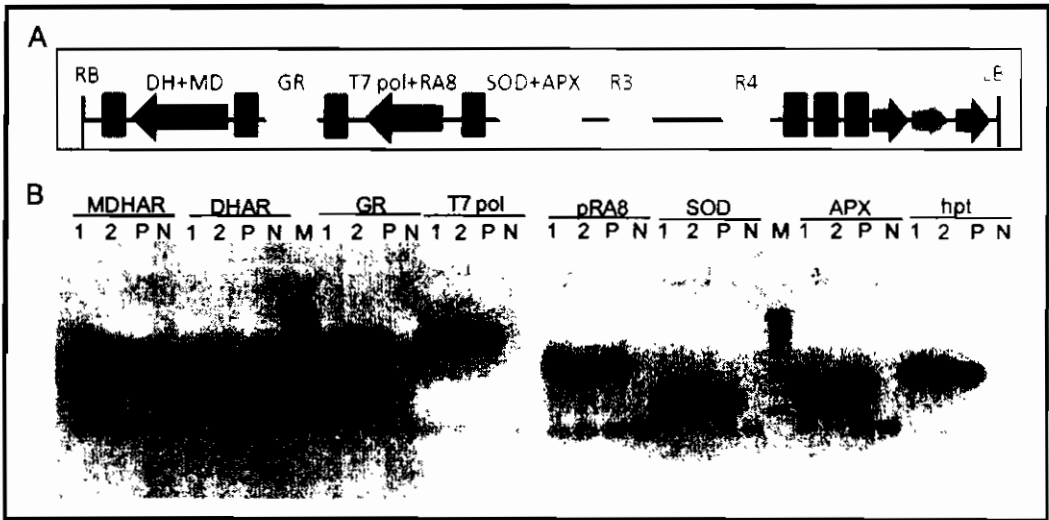 A
RB DH+MD GR T7 pol+RA8 SOD+APX R3 R4
B
MDHAR DHAR GR T7 pol pRA8 SOD APX hpt
1 2 P N 1 2 P N M 1 2 P N 1 2 P N 1 2 P N 1 2 P N M 1 2 P N 1 2 P N